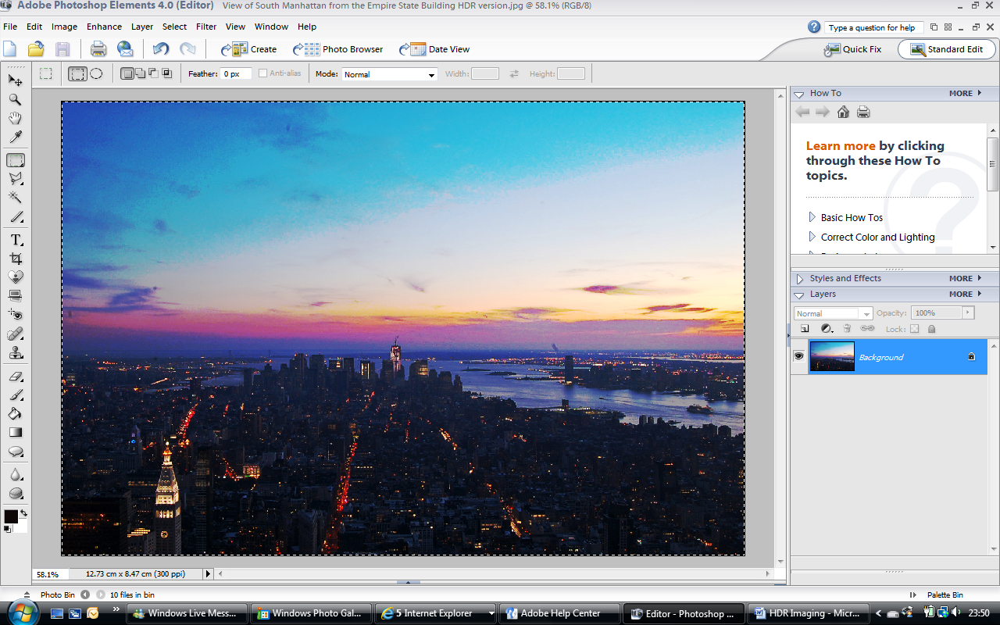 Adobe Photoshop Elements 4.0 (Editor) View of South Manhattan from the Empire State Building HDR version.jpg @ 58.1% (RGB/8)
File Edit Image Enhance Layer Select Filter View Window Help Type a question for help
Create Photo Browser Date View Quick Fix Standard Edit
Feather: 0 px Anti-alias Mode: Normal Width: Height:
How To MORE
Learn more by clicking
through these How To
topics.
Basic How Tos
Correct Color and Lighting
Styles and Effects MORE
Layers MORE
Normal Opacity: 100%
Lock:
Background
T
58.1% 12.73 cm x 8.47 cm (300 ppi)
Photo Bin 10 files in bin Palette Bin
Windows Live Mess... Windows Photo Gal... 5 Internet Explorer Adobe Help Center Editor - Photoshop ... HDR Imaging - Micr... 23:50